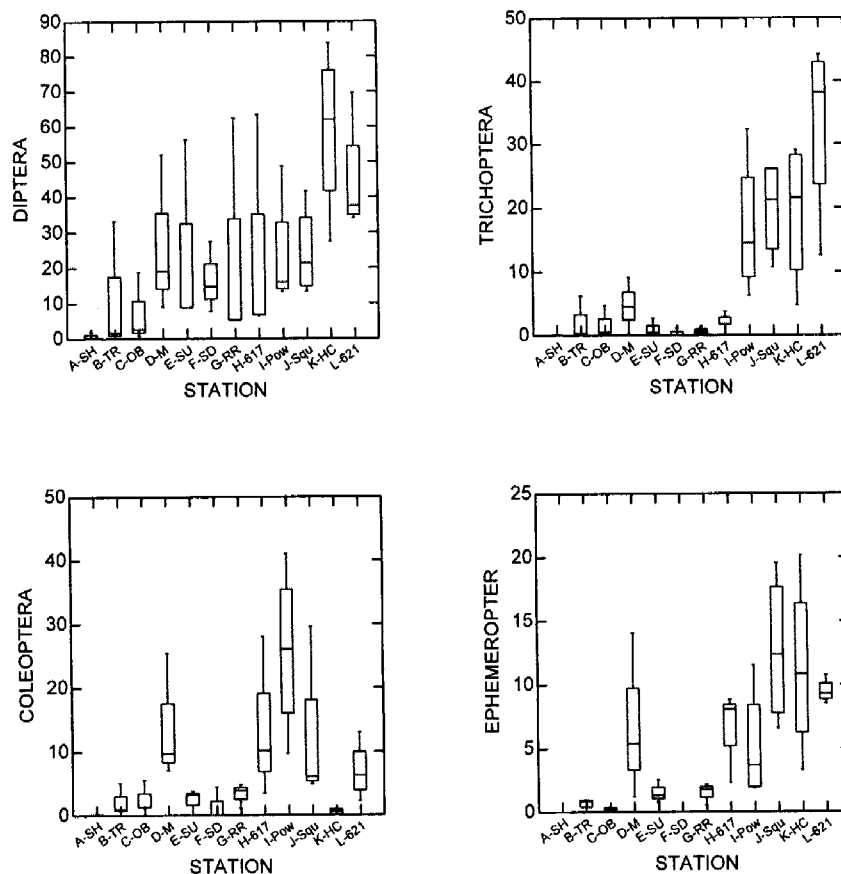 90
80
70
60
50
40
30
20
10
0
DIPTERA
A-SH B-TR C-OB D-M E-SU F-SD G-RR H-617 I-Pow J-Squ K-HC L-621
STATION
50
40
30
20
10
0
TRICHOPTERA
A-SH B-TR C-OB D-M E-SU F-SD G-RR H-617 I-Pow J-Squ K-HC L-621
STATION
50
40
30
20
10
0
COLEOPTERA
A-SH B-TR C-OB D-M E-SU F-SD G-RR H-617 I-Pow J-Squ K-HC L-621
STATION
25
20
15
10
5
0
EPHEMEROPTER
A-SH B-TR C-OB D-M E-SU F-SD G-RR H-617 I-Pow J-Squ K-HC L-621
STATION